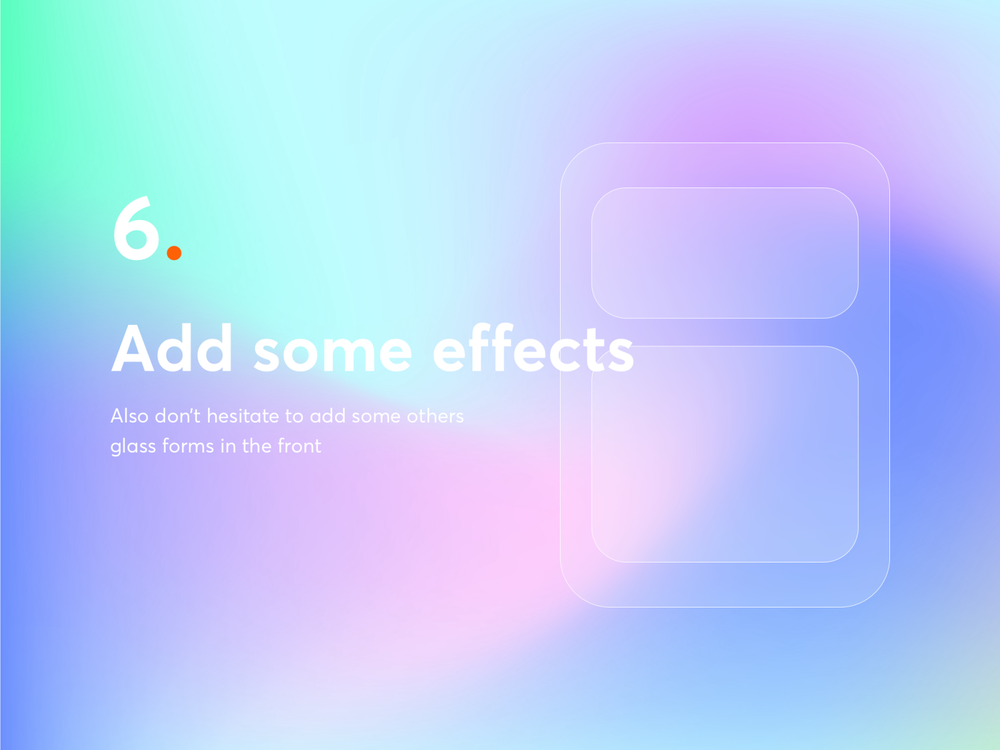 6.
Add some effects
Also don't hesitate to add some others
glass forms in the front